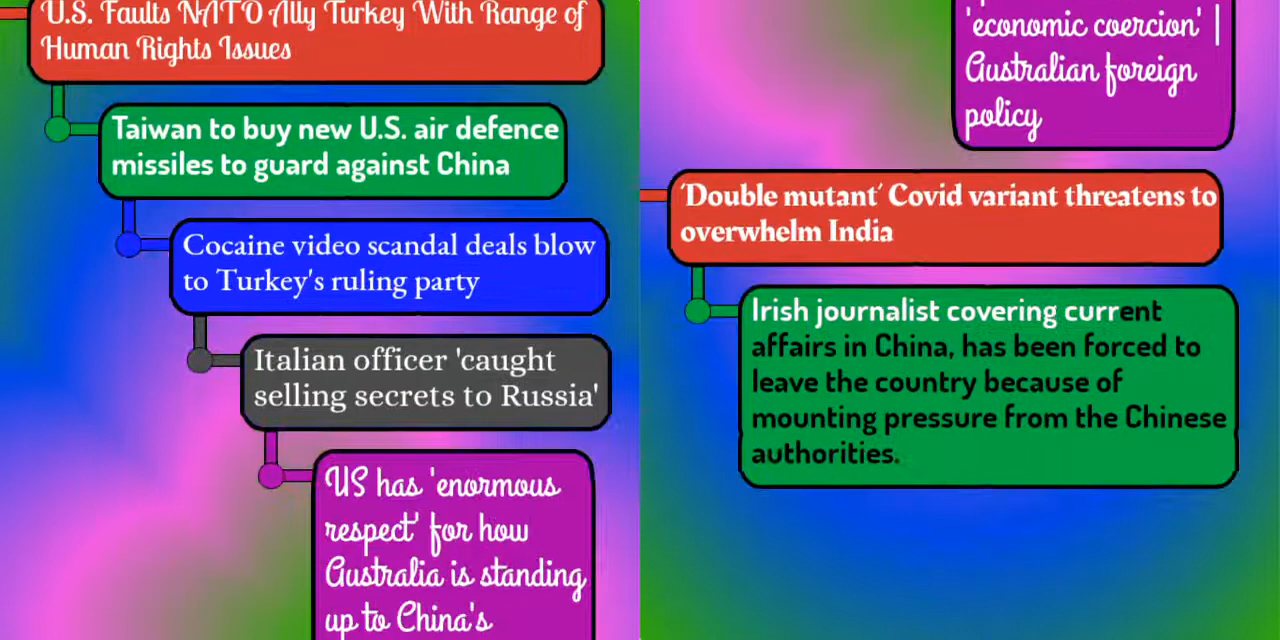 U.S. Faults NATO Ally Turkey With Range of
Human Rights Issues
Taiwan to buy new U.S. air defence
missiles to guard against China
Cocaine video scandal deals blow
to Turkey's ruling party
Italian officer 'caught
selling secrets to Russia'
US has 'enormous
respect' for how
Australia is standing
up to China's
'economic coercion' |
Australian foreign
policy
'Double mutant' Covid variant threatens to
overwhelm India
Irish journalist covering current
affairs in China, has been forced to
leave the country because of
mounting pressure from the Chinese
authorities.